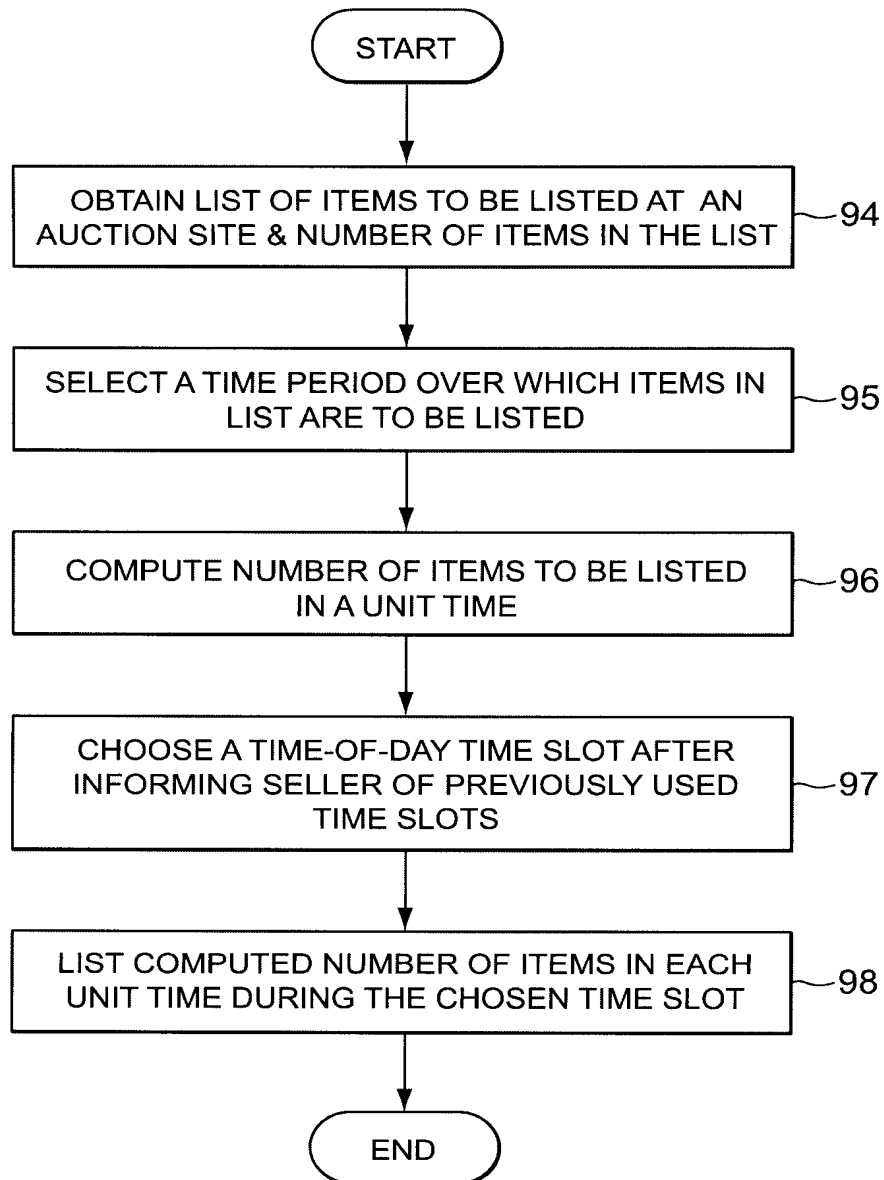 START
OBTAIN LIST OF ITEMS TO BE LISTED AT AN
AUCTION SITE & NUMBER OF ITEMS IN THE LIST
94
SELECT A TIME PERIOD OVER WHICH ITEMS IN
LIST ARE TO BE LISTED
95
COMPUTE NUMBER OF ITEMS TO BE LISTED
IN A UNIT TIME
96
CHOOSE A TIME-OF-DAY TIME SLOT AFTER
INFORMING SELLER OF PREVIOUSLY USED
TIME SLOTS
97
LIST COMPUTED NUMBER OF ITEMS IN EACH
UNIT TIME DURING THE CHOSEN TIME SLOT
98
END